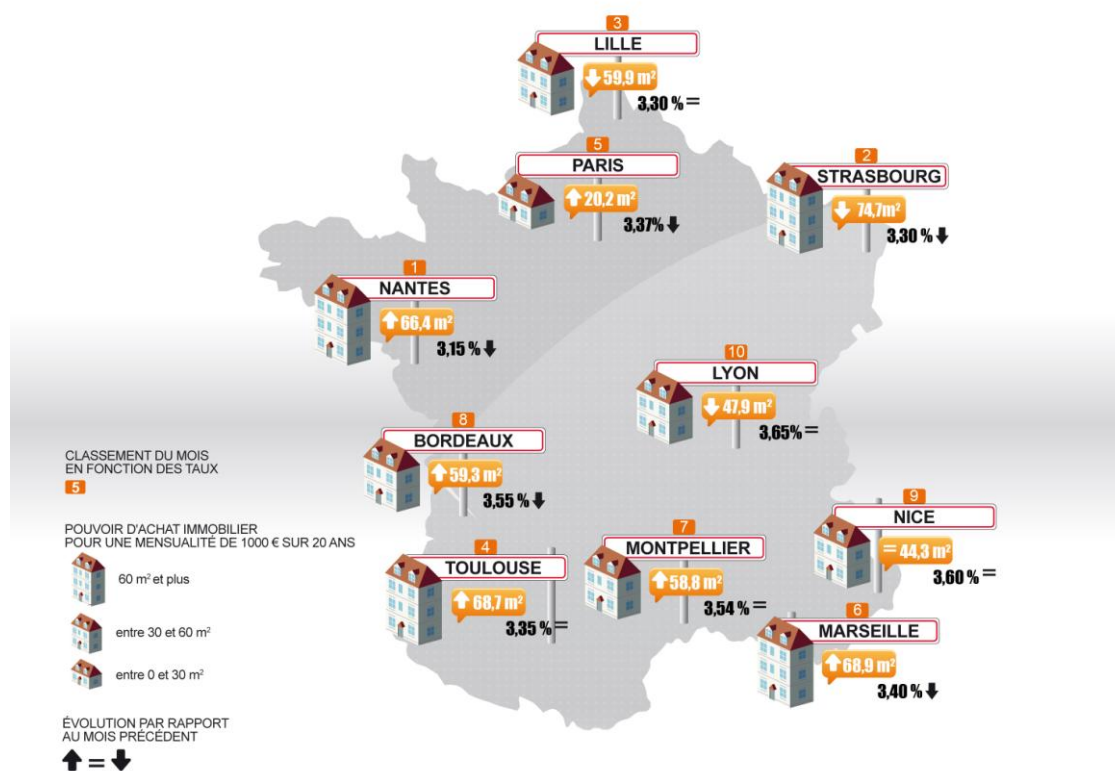 3
LILLE
↓ 59,9 m²
3,30 % =
5
PARIS
↑ 20,2 m²
3,37% ↓
2
STRASBOURG
↓ 74,7m²
3,30 % ↓
1
NANTES
↑ 66,4 m²
3,15 % ↓
10
LYON
↓ 47,9 m²
3,65% =
8
BORDEAUX
↑ 59,3 m²
3,55 % ↓
9
NICE
= 44,3 m²
3,60 % =
7
MONTPELLIER
↑ 58,8 m²
3,54 % =
4
TOULOUSE
↑ 68,7 m²
3,35% =
6
MARSEILLE
↑ 68,9 m²
3,40 % ↓
CLASSEMENT DU MOIS
EN FONCTION DES TAUX
5
POUVOIR D'ACHAT IMMOBILIER
POUR UNE MENSUALITÉ DE 1000 € SUR 20 ANS
60 m² et plus
entre 30 et 60 m²
entre 0 et 30 m²
ÉVOLUTION PAR RAPPORT
AU MOIS PRÉCÉDENT
↑ = ↓